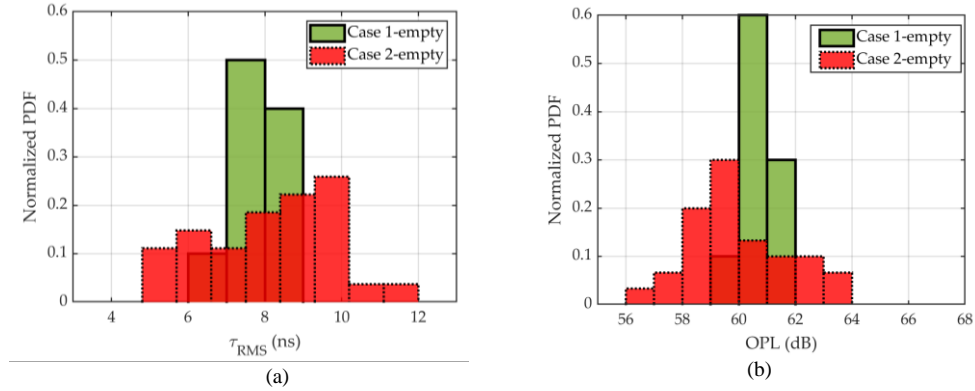 0.6
0.5
0.4
0.3
0.2
0.1
0
Normalized PDF
4 6 8 10 12
τRMS (ns)
Case 1-empty
Case 2-empty
(a)
0.6
0.5
0.4
0.3
0.2
0.1
0
Normalized PDF
56 58 60 62 64 66 68
OPL (dB)
Case 1-empty
Case 2-empty
(b)